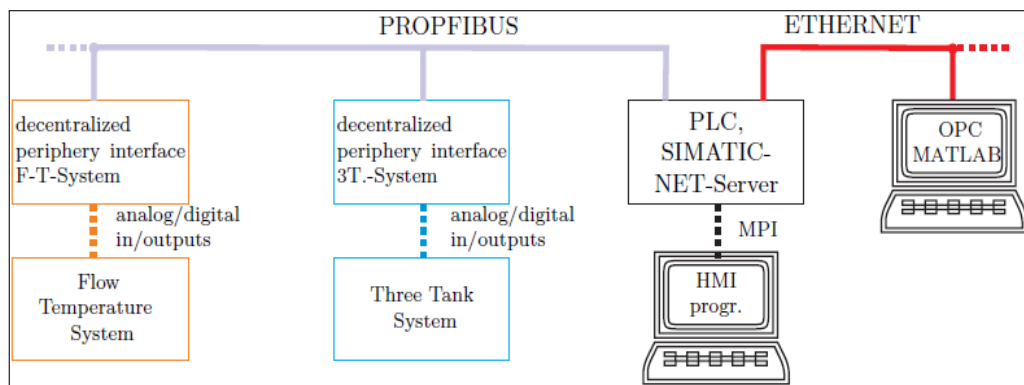 PROPFIBUS
ETHERNET
decentralized
periphery interface
F-T-System
decentralized
periphery interface
3T.-System
PLC,
SIMATIC-
NET-Server
OPC
MATLAB
analog/digital
in/outputs
analog/digital
in/outputs
MPI
Flow
Temperature
System
Three Tank
System
HMI
progr.